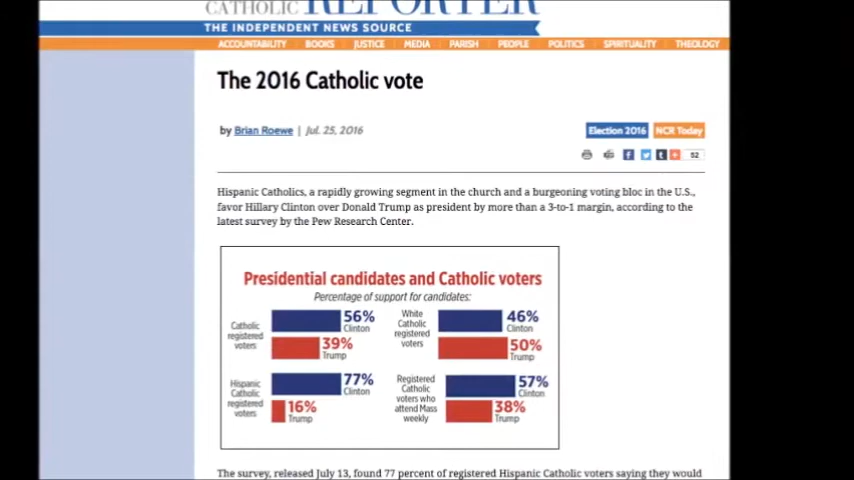 CATHOLIC REPORTER
THE INDEPENDENT NEWS SOURCE
ACCOUNTABILITY BOOKS JUSTICE MEDIA PARISH PEOPLE POLITICS SPIRITUALITY THEOLOGY
The 2016 Catholic vote
by Brian Roewe | Jul. 25, 2016
Election 2016 NCR Today
52
Hispanic Catholics, a rapidly growing segment in the church and a burgeoning voting bloc in the U.S.,
favor Hillary Clinton over Donald Trump as president by more than a 3-to-1 margin, according to the
latest survey by the Pew Research Center.
Presidential candidates and Catholic voters
Percentage of support for candidates:
Catholic
registered
voters
56%
Clinton
39%
Trump
White
Catholic
registered
voters
46%
Clinton
50%
Trump
Hispanic
Catholic
registered
voters
77%
Clinton
16%
Trump
Registered
Catholic
voters who
attend Mass
weekly
57%
Clinton
38%
Trump
The survey, released July 13, found 77 percent of registered Hispanic Catholic voters saying they would